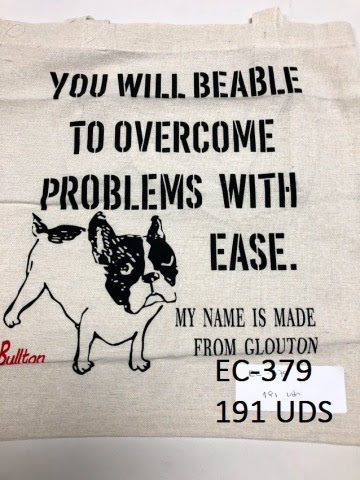 YOU WILL BEABLE
TO OVERCOME
PROBLEMS WITH
EASE.
MY NAME IS MADE
FROM GLOUTON
Bullton
EC-379
191 uds
191 UDS